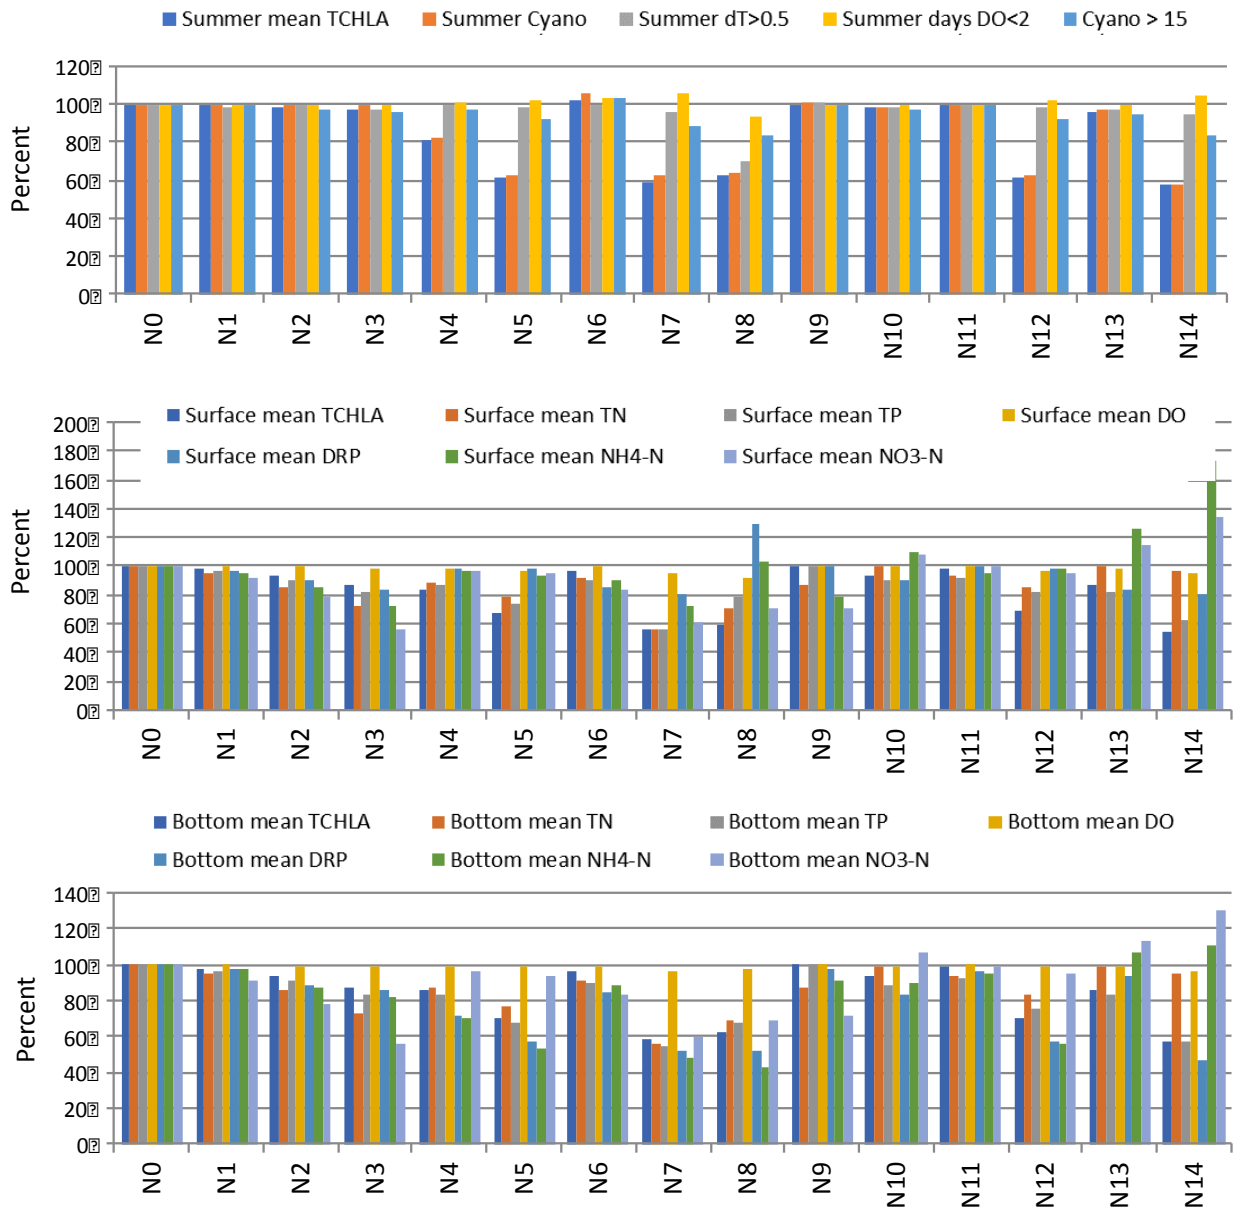 Summer mean TCHLA Summer Cyano Summer dT>0.5 Summer days DO<2 Cyano > 15
Percent
120
100
80
60
40
20
0
N0 N1 N2 N3 N4 N5 N6 N7 N8 N9 N10 N11 N12 N13 N14
Surface mean TCHLA Surface mean TN Surface mean TP Surface mean DO
Surface mean DRP Surface mean NH4-N Surface mean NO3-N
Percent
200
180
160
140
120
100
80
60
40
20
0
N0 N1 N2 N3 N4 N5 N6 N7 N8 N9 N10 N11 N12 N13 N14
Bottom mean TCHLA Bottom mean TN Bottom mean TP Bottom mean DO
Bottom mean DRP Bottom mean NH4-N Bottom mean NO3-N
Percent
140
120
100
80
60
40
20
0
N0 N1 N2 N3 N4 N5 N6 N7 N8 N9 N10 N11 N12 N13 N14